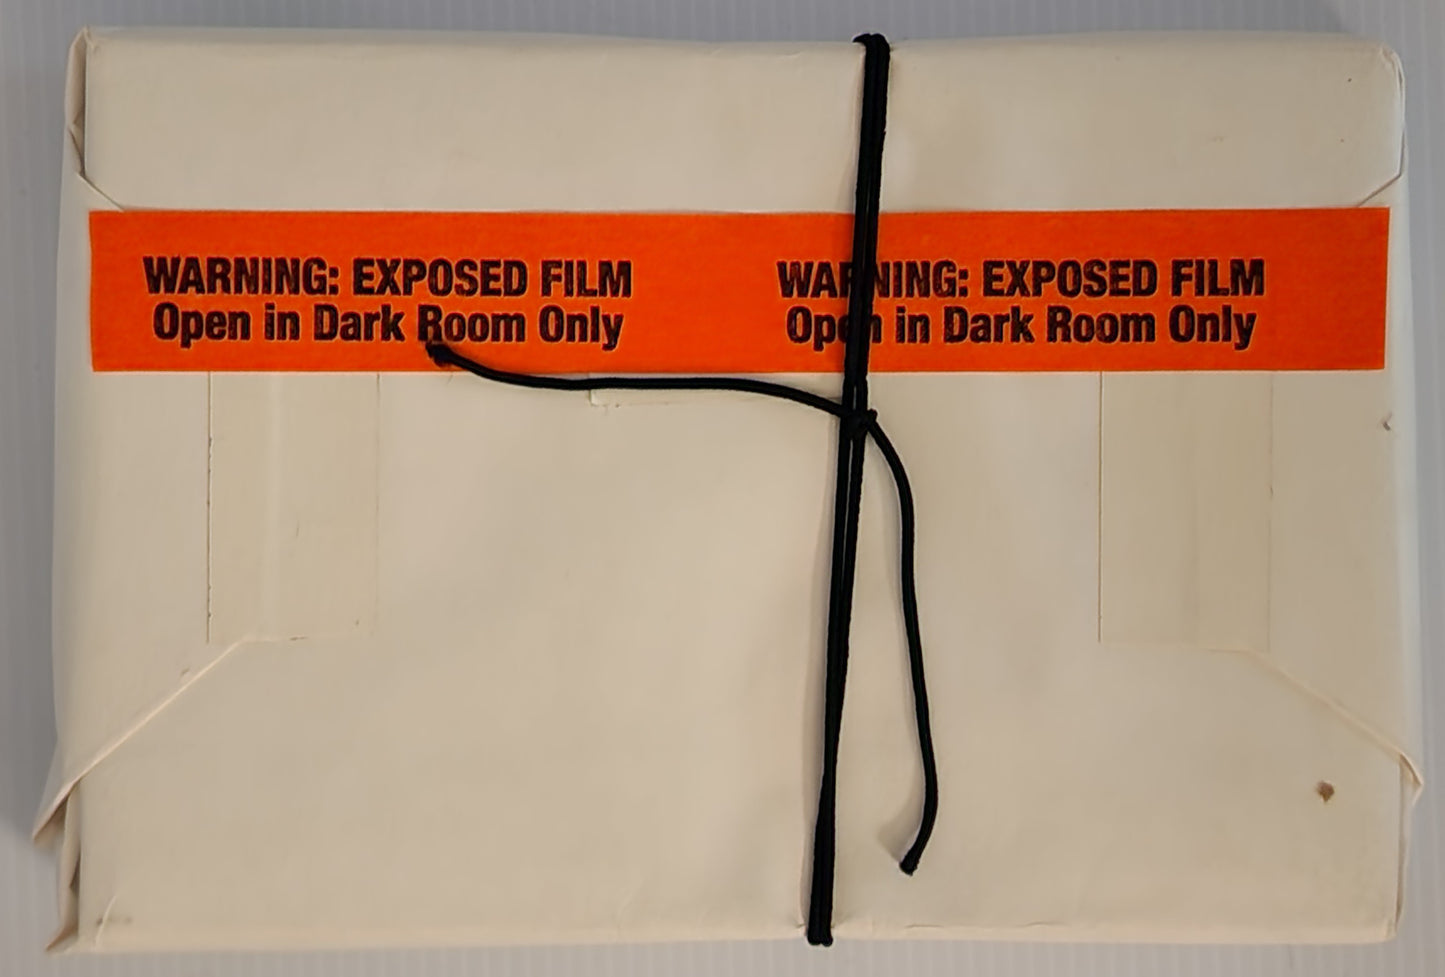 WARNING: EXPOSED FILM WARNING: EXPOSED FILM
Open in Dark Room Only Open in Dark Room Only